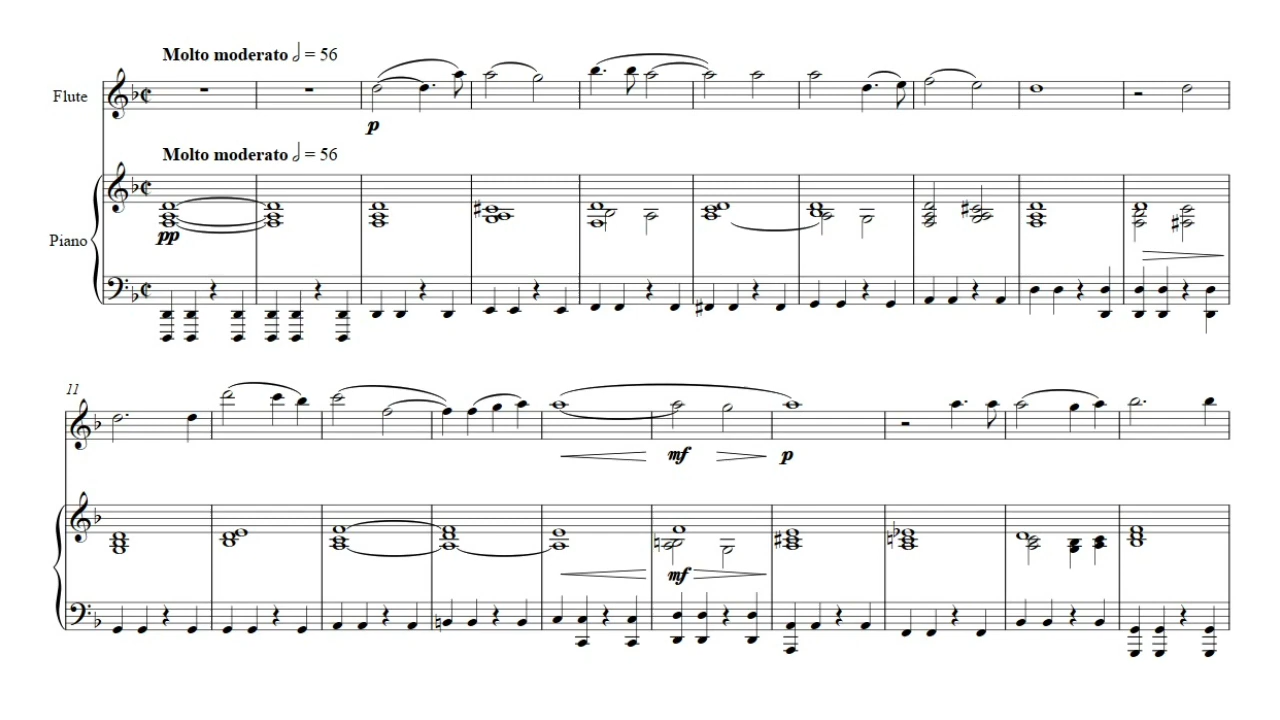 Molto moderato 𝅗𝅥 = 56
Flute
p
Molto moderato 𝅗𝅥 = 56
Piano
pp
11
mf p
mf